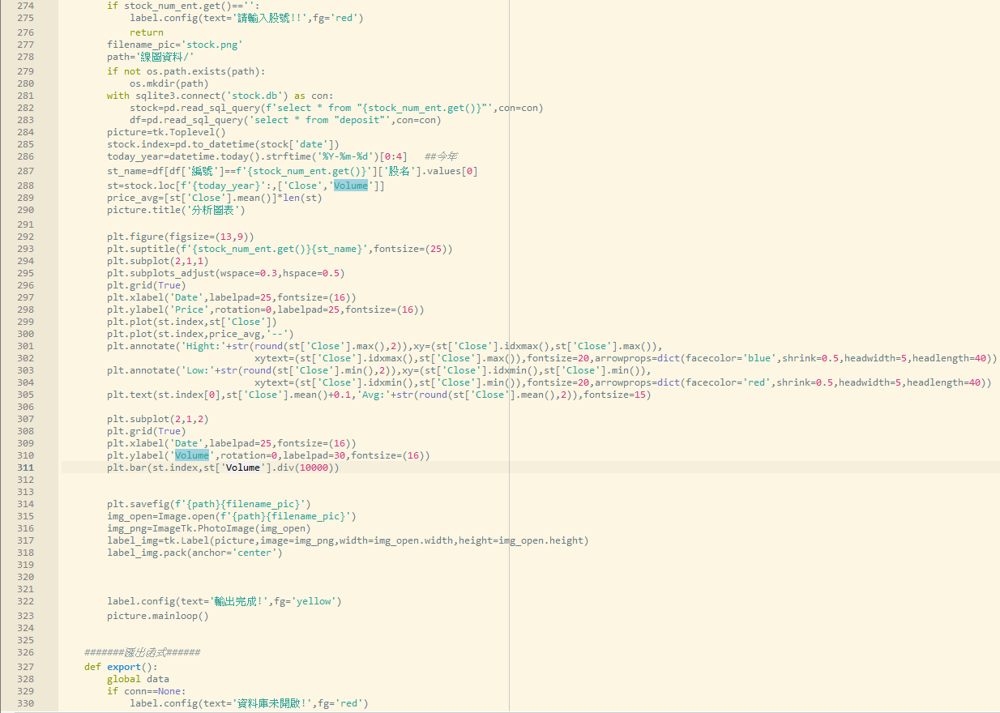 274 if stock_num_ent.get()=='':
275 label.config(text='請輸入股號!!',fg='red')
276 return
277 filename_pic='stock.png'
278 path='線圖資料/'
279 if not os.path.exists(path):
280 os.mkdir(path)
281 with sqlite3.connect('stock.db') as con:
282 stock=pd.read_sql_query(f'select * from "{stock_num_ent.get()}"',con=con)
283 df=pd.read_sql_query('select * from "deposit"',con=con)
284 picture=tk.Toplevel()
285 stock.index=pd.to_datetime(stock['date'])
286 today_year=datetime.today().strftime('%Y-%m-%d')[0:4] ##今年
287 st_name=df[df['編號']==f'{stock_num_ent.get()}']['股名'].values[0]
288 st=stock.loc[f'{today_year}':,['Close','Volume']]
289 price_avg=[st['Close'].mean()]*len(st)
290 picture.title('分析圖表')
291
292 plt.figure(figsize=(13,9))
293 plt.suptitle(f'{stock_num_ent.get()}{st_name}',fontsize=(25))
294 plt.subplot(2,1,1)
295 plt.subplots_adjust(wspace=0.3,hspace=0.5)
296 plt.grid(True)
297 plt.xlabel('Date',labelpad=25,fontsize=(16))
298 plt.ylabel('Price',rotation=0,labelpad=25,fontsize=(16))
299 plt.plot(st.index,st['Close'])
300 plt.plot(st.index,price_avg,'--')
301 plt.annotate('Hight:'+str(round(st['Close'].max(),2)),xy=(st['Close'].idxmax(),st['Close'].max()),
302 xytext=(st['Close'].idxmax(),st['Close'].max()),fontsize=20,arrowprops=dict(facecolor='blue',shrink=0.5,headwidth=5,headlength=40))
303 plt.annotate('Low:'+str(round(st['Close'].min(),2)),xy=(st['Close'].idxmin(),st['Close'].min()),
304 xytext=(st['Close'].idxmin(),st['Close'].min()),fontsize=20,arrowprops=dict(facecolor='red',shrink=0.5,headwidth=5,headlength=40))
305 plt.text(st.index[0],st['Close'].mean()+0.1,'Avg:'+str(round(st['Close'].mean(),2)),fontsize=15)
306
307 plt.subplot(2,1,2)
308 plt.grid(True)
309 plt.xlabel('Date',labelpad=25,fontsize=(16))
310 plt.ylabel('Volume',rotation=0,labelpad=30,fontsize=(16))
311 plt.bar(st.index,st['Volume'].div(10000))
312
313
314 plt.savefig(f'{path}{filename_pic}')
315 img_open=Image.open(f'{path}{filename_pic}')
316 img_png=ImageTk.PhotoImage(img_open)
317 label_img=tk.Label(picture,image=img_png,width=img_open.width,height=img_open.height)
318 label_img.pack(anchor='center')
319
320
321
322 label.config(text='輸出完成!',fg='yellow')
323 picture.mainloop()
324
325
326 #######匯出函式######
327 def export():
328 global data
329 if conn==None:
330 label.config(text='資料庫未開啟!',fg='red')